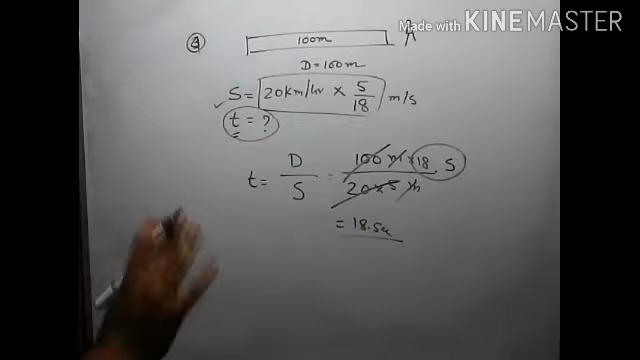 Made with KINEMASTER
3
100m
A
D = 100m
S = 20km/hr × 5/18 m/s
t = ?
t = D/S = 100 m × 18/20×5 m S
= 18.Sec